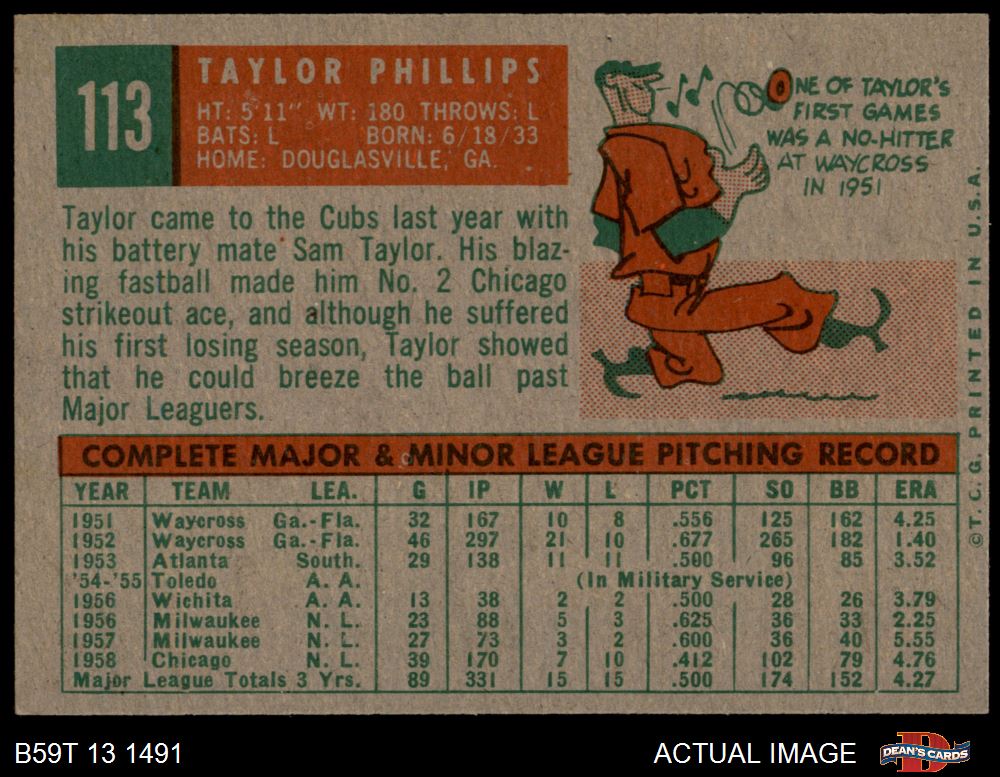 113
TAYLOR PHILLIPS
HT: 5'11" WT: 180 THROWS: L
BATS: L BORN: 6/18/33
HOME: DOUGLASVILLE, GA.
ONE OF TAYLOR'S
FIRST GAMES
WAS A NO-HITTER
AT WAYCROSS
IN 1951
Taylor came to the Cubs last year with
his battery mate Sam Taylor. His blaz-
ing fastball made him No. 2 Chicago
strikeout ace, and although he suffered
his first losing season, Taylor showed
that he could breeze the ball past
Major Leaguers.
COMPLETE MAJOR & MINOR LEAGUE PITCHING RECORD
YEAR TEAM LEA. G IP W L PCT SO BB ERA
1951 Waycross Ga.-Fla. 32 167 10 8 .556 125 162 4.25
1952 Waycross Ga.-Fla. 46 297 21 10 .677 265 182 1.40
1953 Atlanta South. 29 138 11 11 .500 96 85 3.52
'54-'55 Toledo A. A. (In Military Service)
1956 Wichita A. A. 13 38 2 2 .500 28 26 3.79
1956 Milwaukee N. L. 23 88 5 3 .625 36 33 2.25
1957 Milwaukee N. L. 27 73 3 2 .600 36 40 5.55
1958 Chicago N. L. 39 170 7 10 .412 102 79 4.76
Major League Totals 3 Yrs. 89 331 15 15 .500 174 152 4.27
©T. C. G. PRINTED IN U.S.A.
B59T 13 1491
ACTUAL IMAGE
DEAN'S CARDS